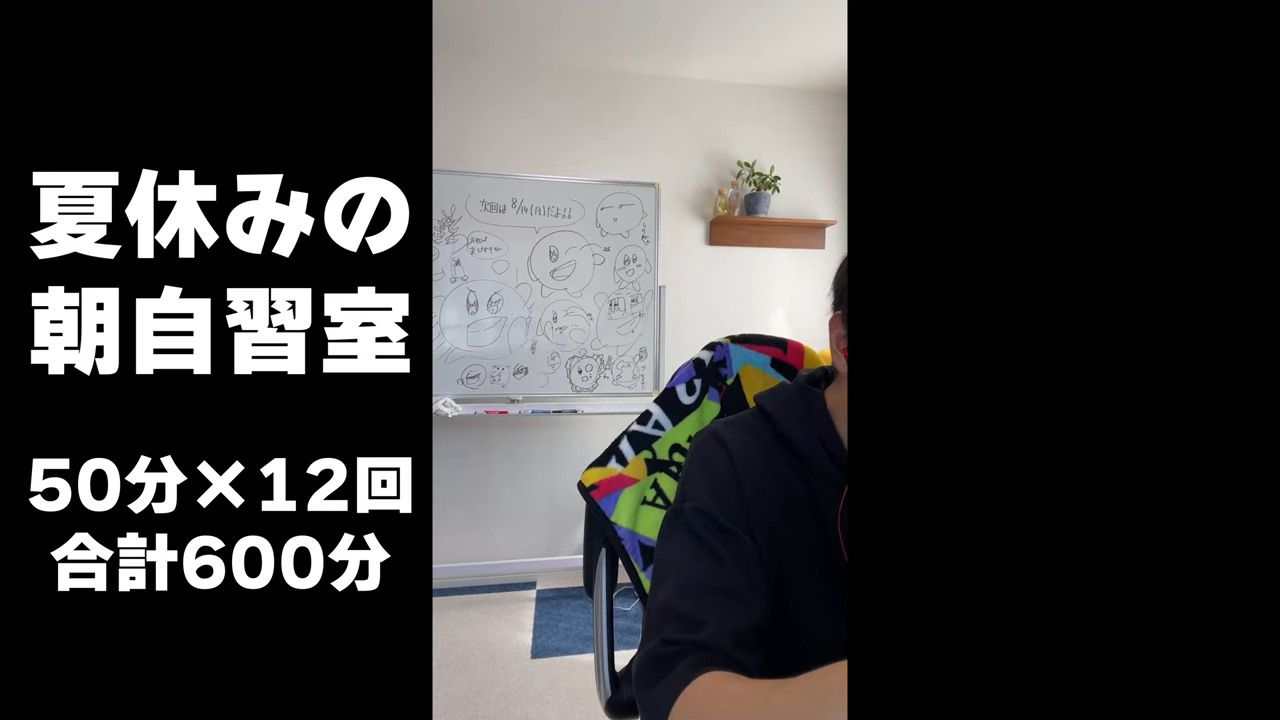 夏休みの
朝自習室
50分×12回
合計600分
次回は 8/14(月)だよ!!